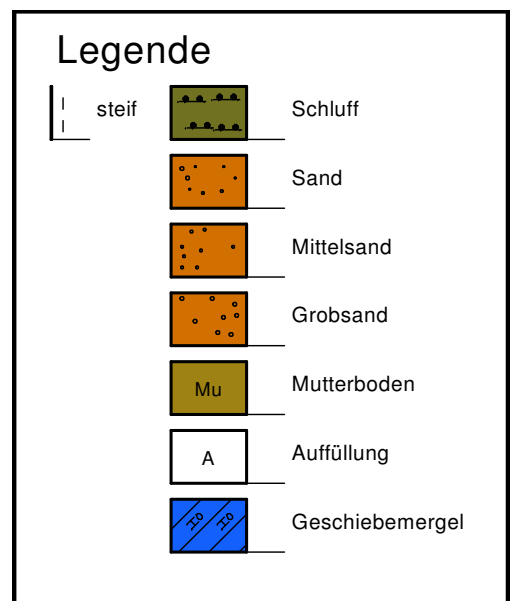 Legende
steif
Schluff
Sand
Mittelsand
Grobsand
Mu Mutterboden
A Auffüllung
Geschiebemergel